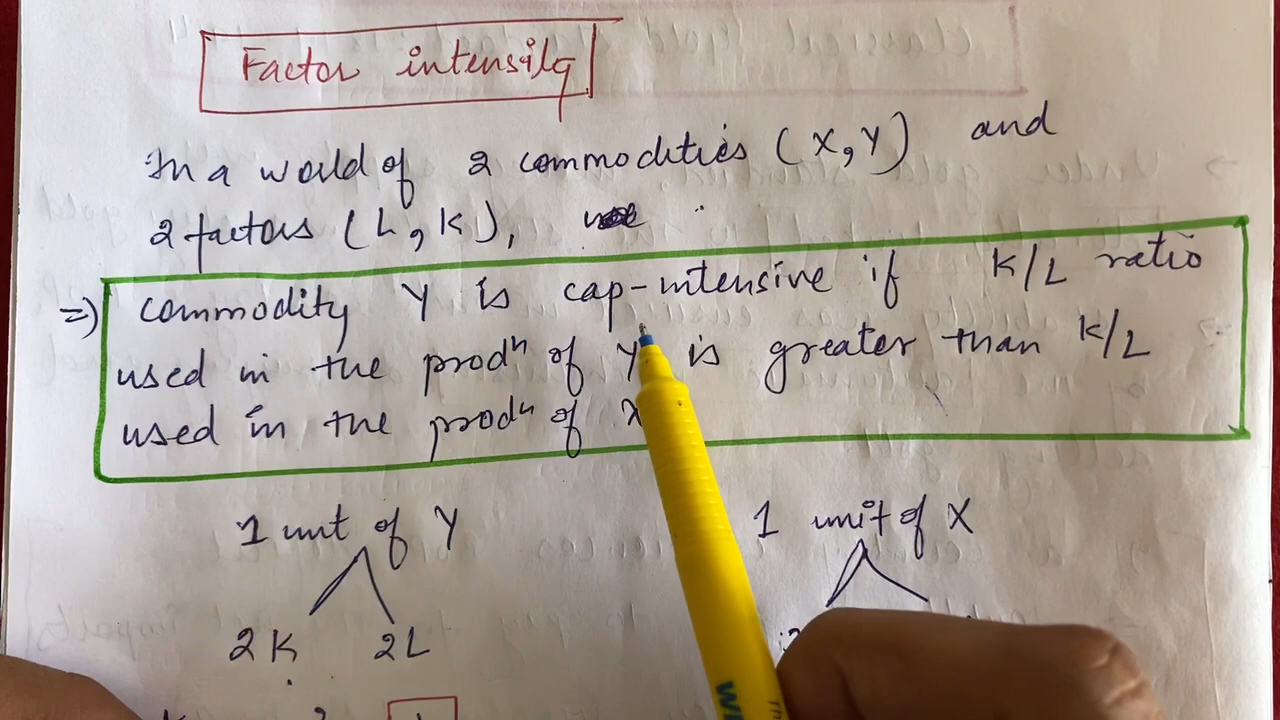 Factor intensity
In a world of 2 commodities (X, Y) and
2 factors (L, K),
=) commodity Y is cap-intensive if K/L ratio
used in the prodⁿ of Y is greater than K/L
used in the prodⁿ of X
1 unt of Y
1 unit of X
2K 2L